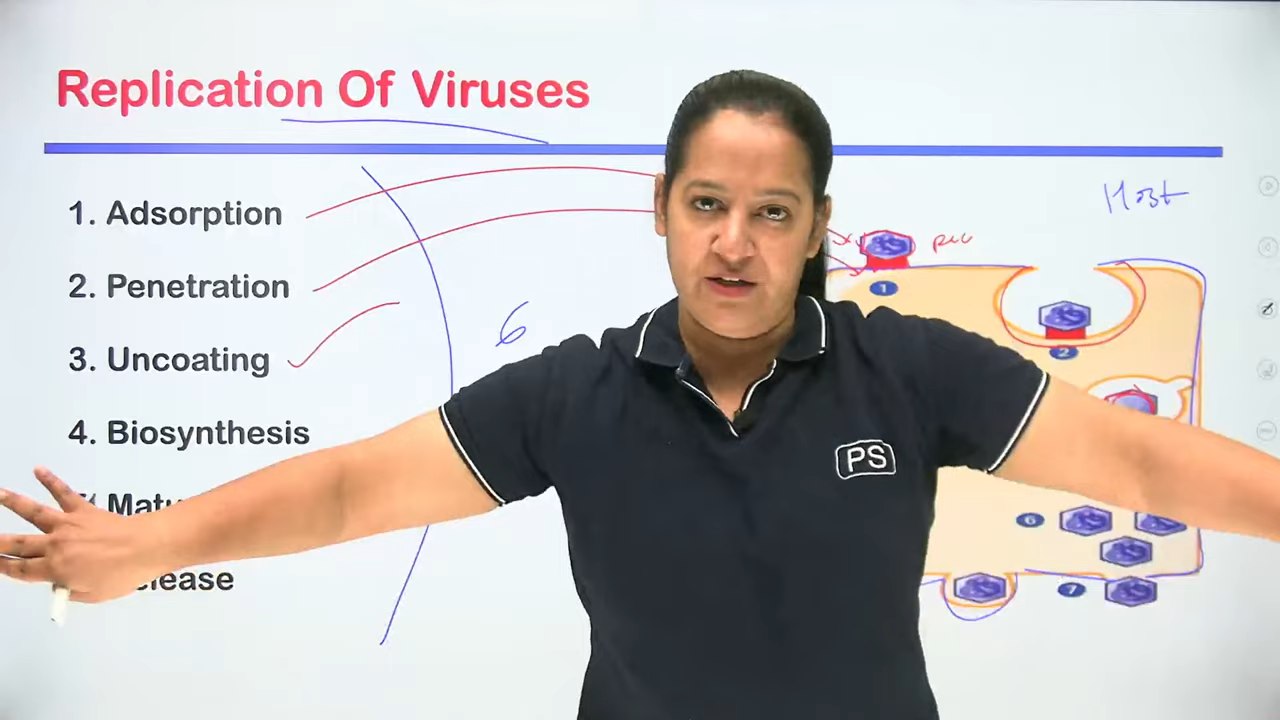 Replication Of Viruses
1. Adsorption
2. Penetration
3. Uncoating
4. Biosynthesis
6
Host
1
2
6
7
PS